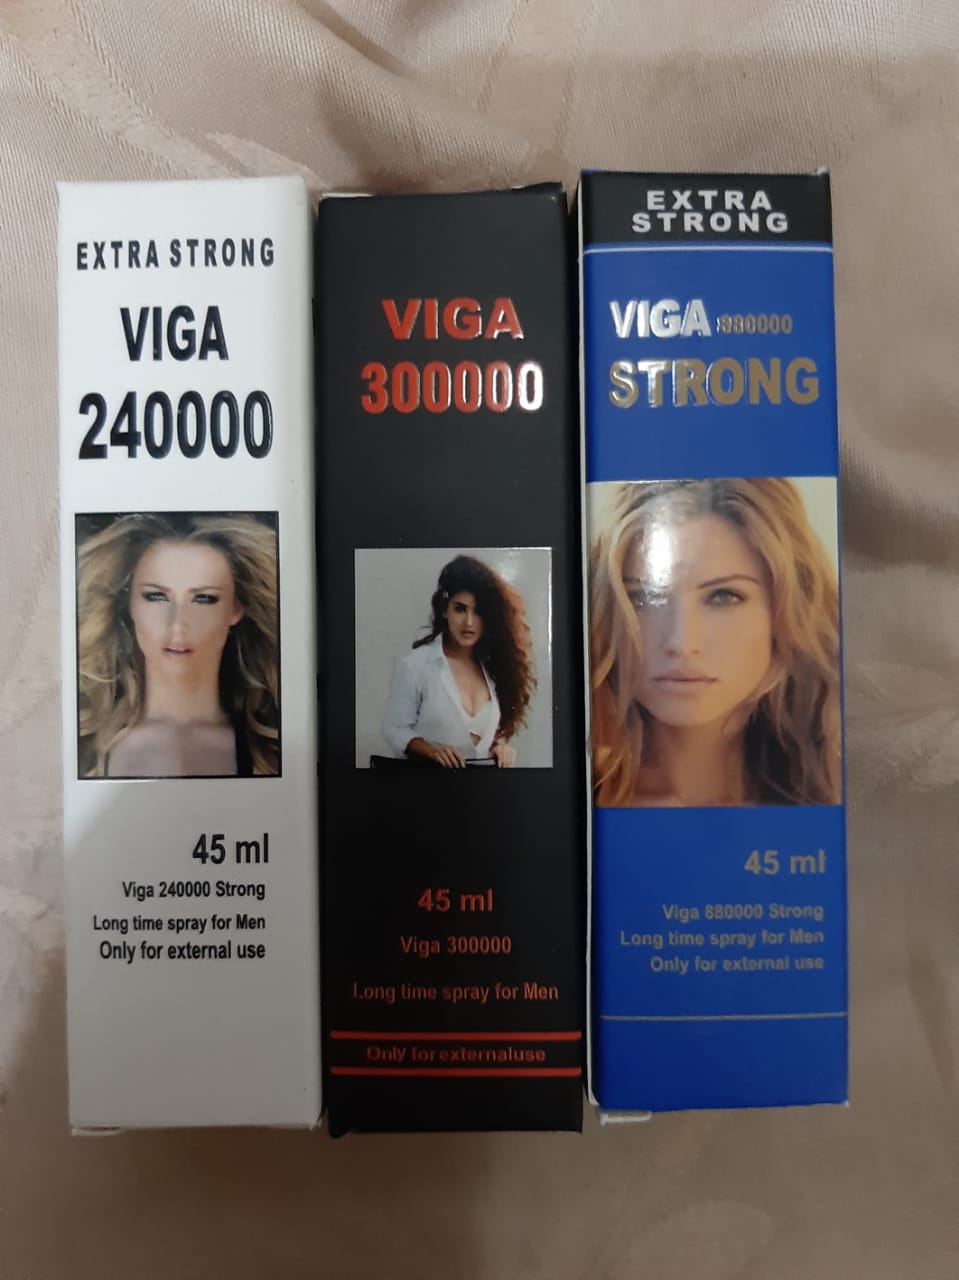 EXTRA STRONG
VIGA
240000
45 ml
Viga 240000 Strong
Long time spray for Men
Only for external use
VIGA
300000
45 ml
Viga 300000
Long time spray for Men
Only for external use
EXTRA
STRONG
VIGA 880000
STRONG
45 ml
Viga 880000 Strong
Long time spray for Men
Only for external use